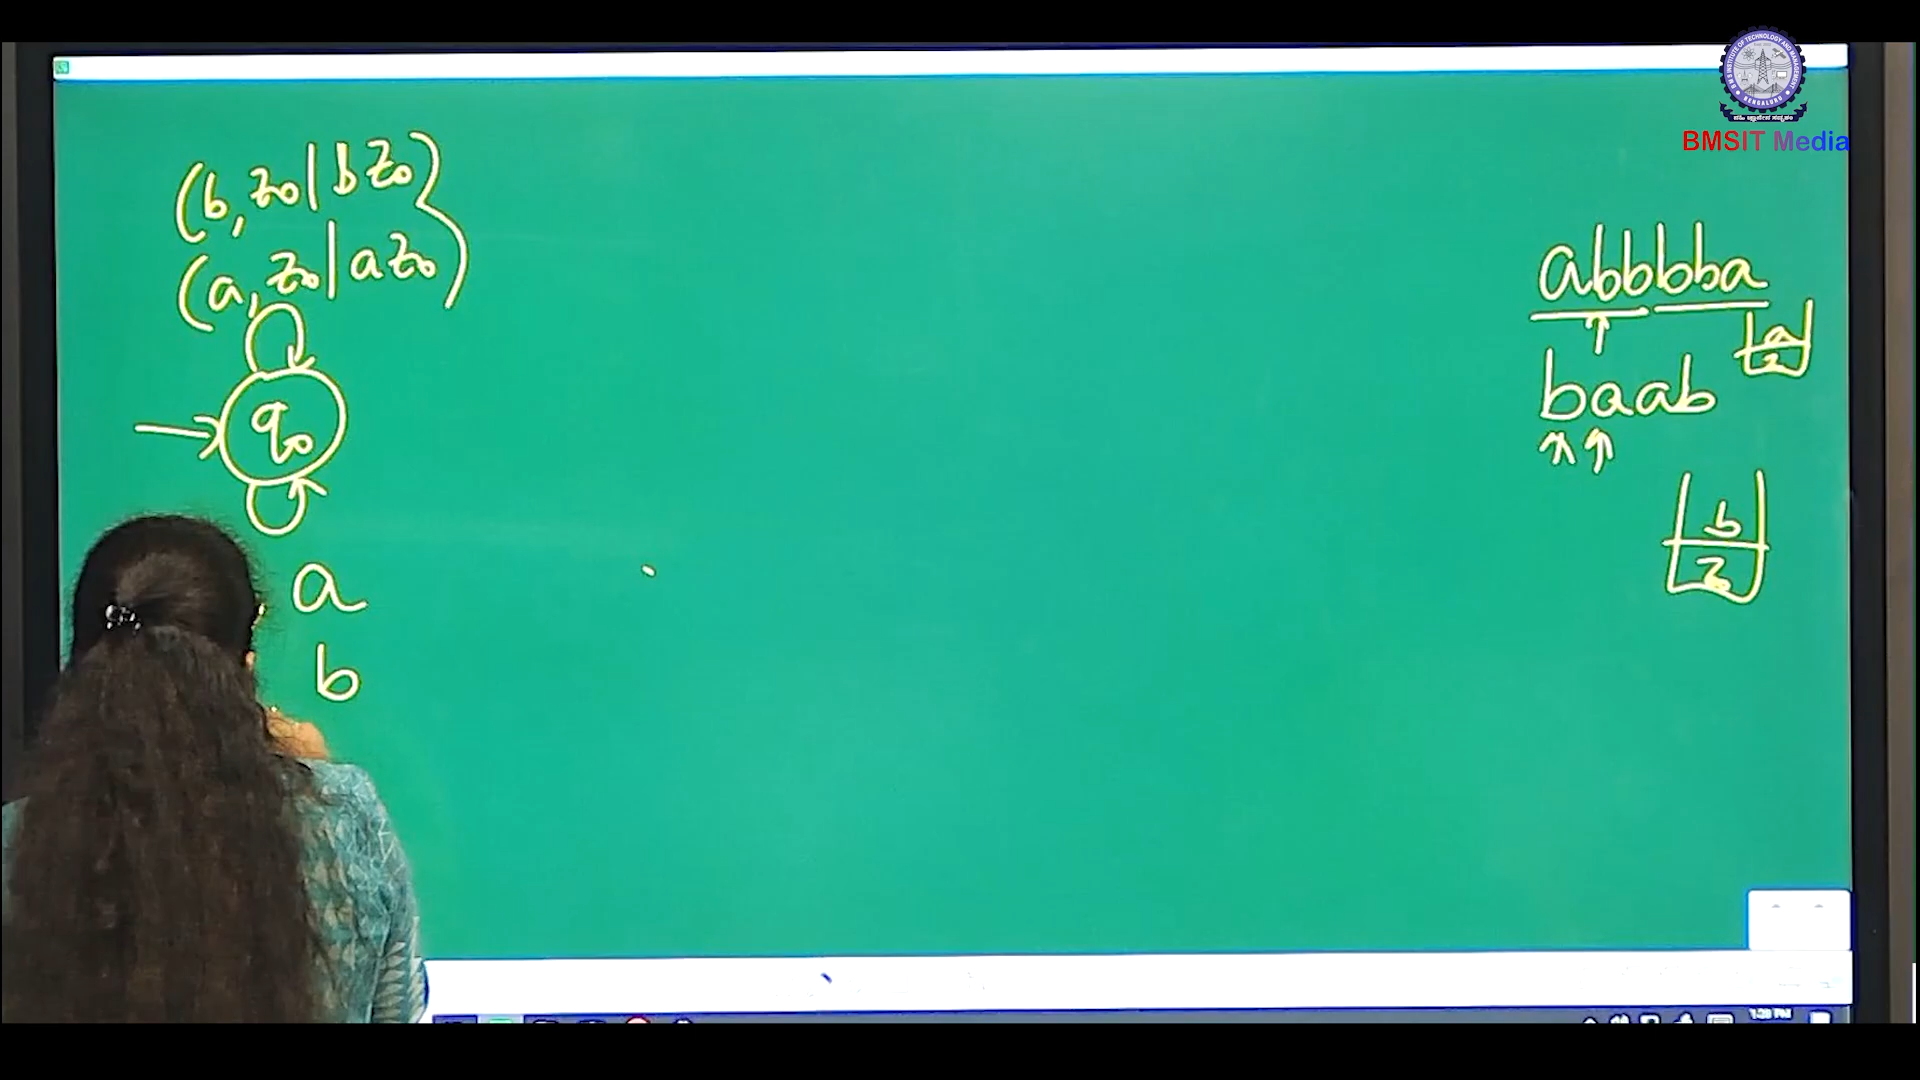 BMSIT Media
(b, z₀ | b z₀)
(a, z₀ | a z₀)
q₀
a
b
abbbba
a
z
baab
b
z₀